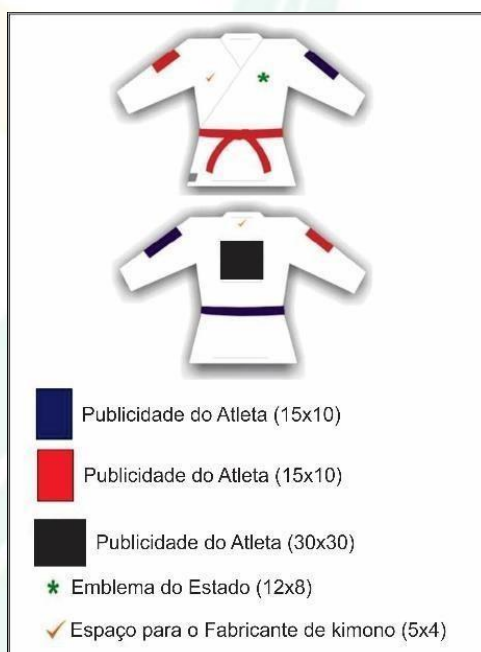 Publicidade do Atleta (15x10)
Publicidade do Atleta (15x10)
Publicidade do Atleta (30x30)
Emblema do Estado (12x8)
Espaço para o Fabricante de kimono (5x4)